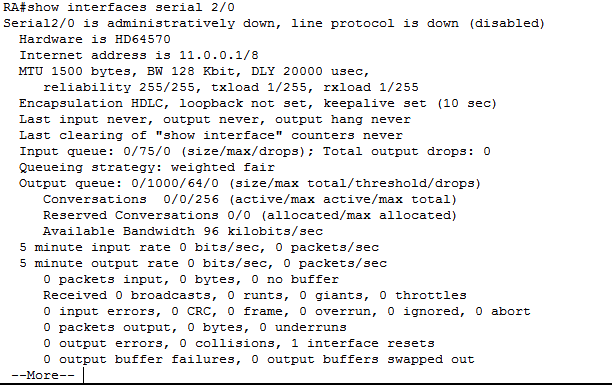 RA#show interfaces serial 2/0
Serial2/0 is administratively down, line protocol is down (disabled)
Hardware is HD64570
Internet address is 11.0.0.1/8
MTU 1500 bytes, BW 128 Kbit, DLY 20000 usec,
reliability 255/255, txload 1/255, rxload 1/255
Encapsulation HDLC, loopback not set, keepalive set (10 sec)
Last input never, output never, output hang never
Last clearing of "show interface" counters never
Input queue: 0/75/0 (size/max/drops); Total output drops: 0
Queueing strategy: weighted fair
Output queue: 0/1000/64/0 (size/max total/threshold/drops)
Conversations  0/0/256 (active/max active/max total)
Reserved Conversations 0/0 (allocated/max allocated)
Available Bandwidth 96 kilobits/sec
5 minute input rate 0 bits/sec, 0 packets/sec
5 minute output rate 0 bits/sec, 0 packets/sec
0 packets input, 0 bytes, 0 no buffer
Received 0 broadcasts, 0 runts, 0 giants, 0 throttles
0 input errors, 0 CRC, 0 frame, 0 overrun, 0 ignored, 0 abort
0 packets output, 0 bytes, 0 underruns
0 output errors, 0 collisions, 1 interface resets
0 output buffer failures, 0 output buffers swapped out
--More--